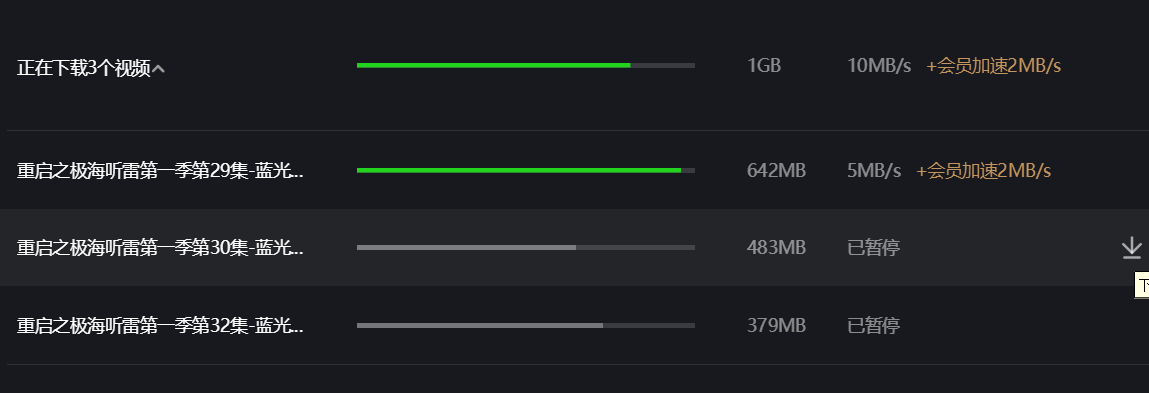 正在下载3个视频
1GB 10MB/s +会员加速2MB/s
重启之极海听雷第一季第29集-蓝光... 642MB 5MB/s +会员加速2MB/s
重启之极海听雷第一季第30集-蓝光... 483MB 已暂停
重启之极海听雷第一季第32集-蓝光... 379MB 已暂停